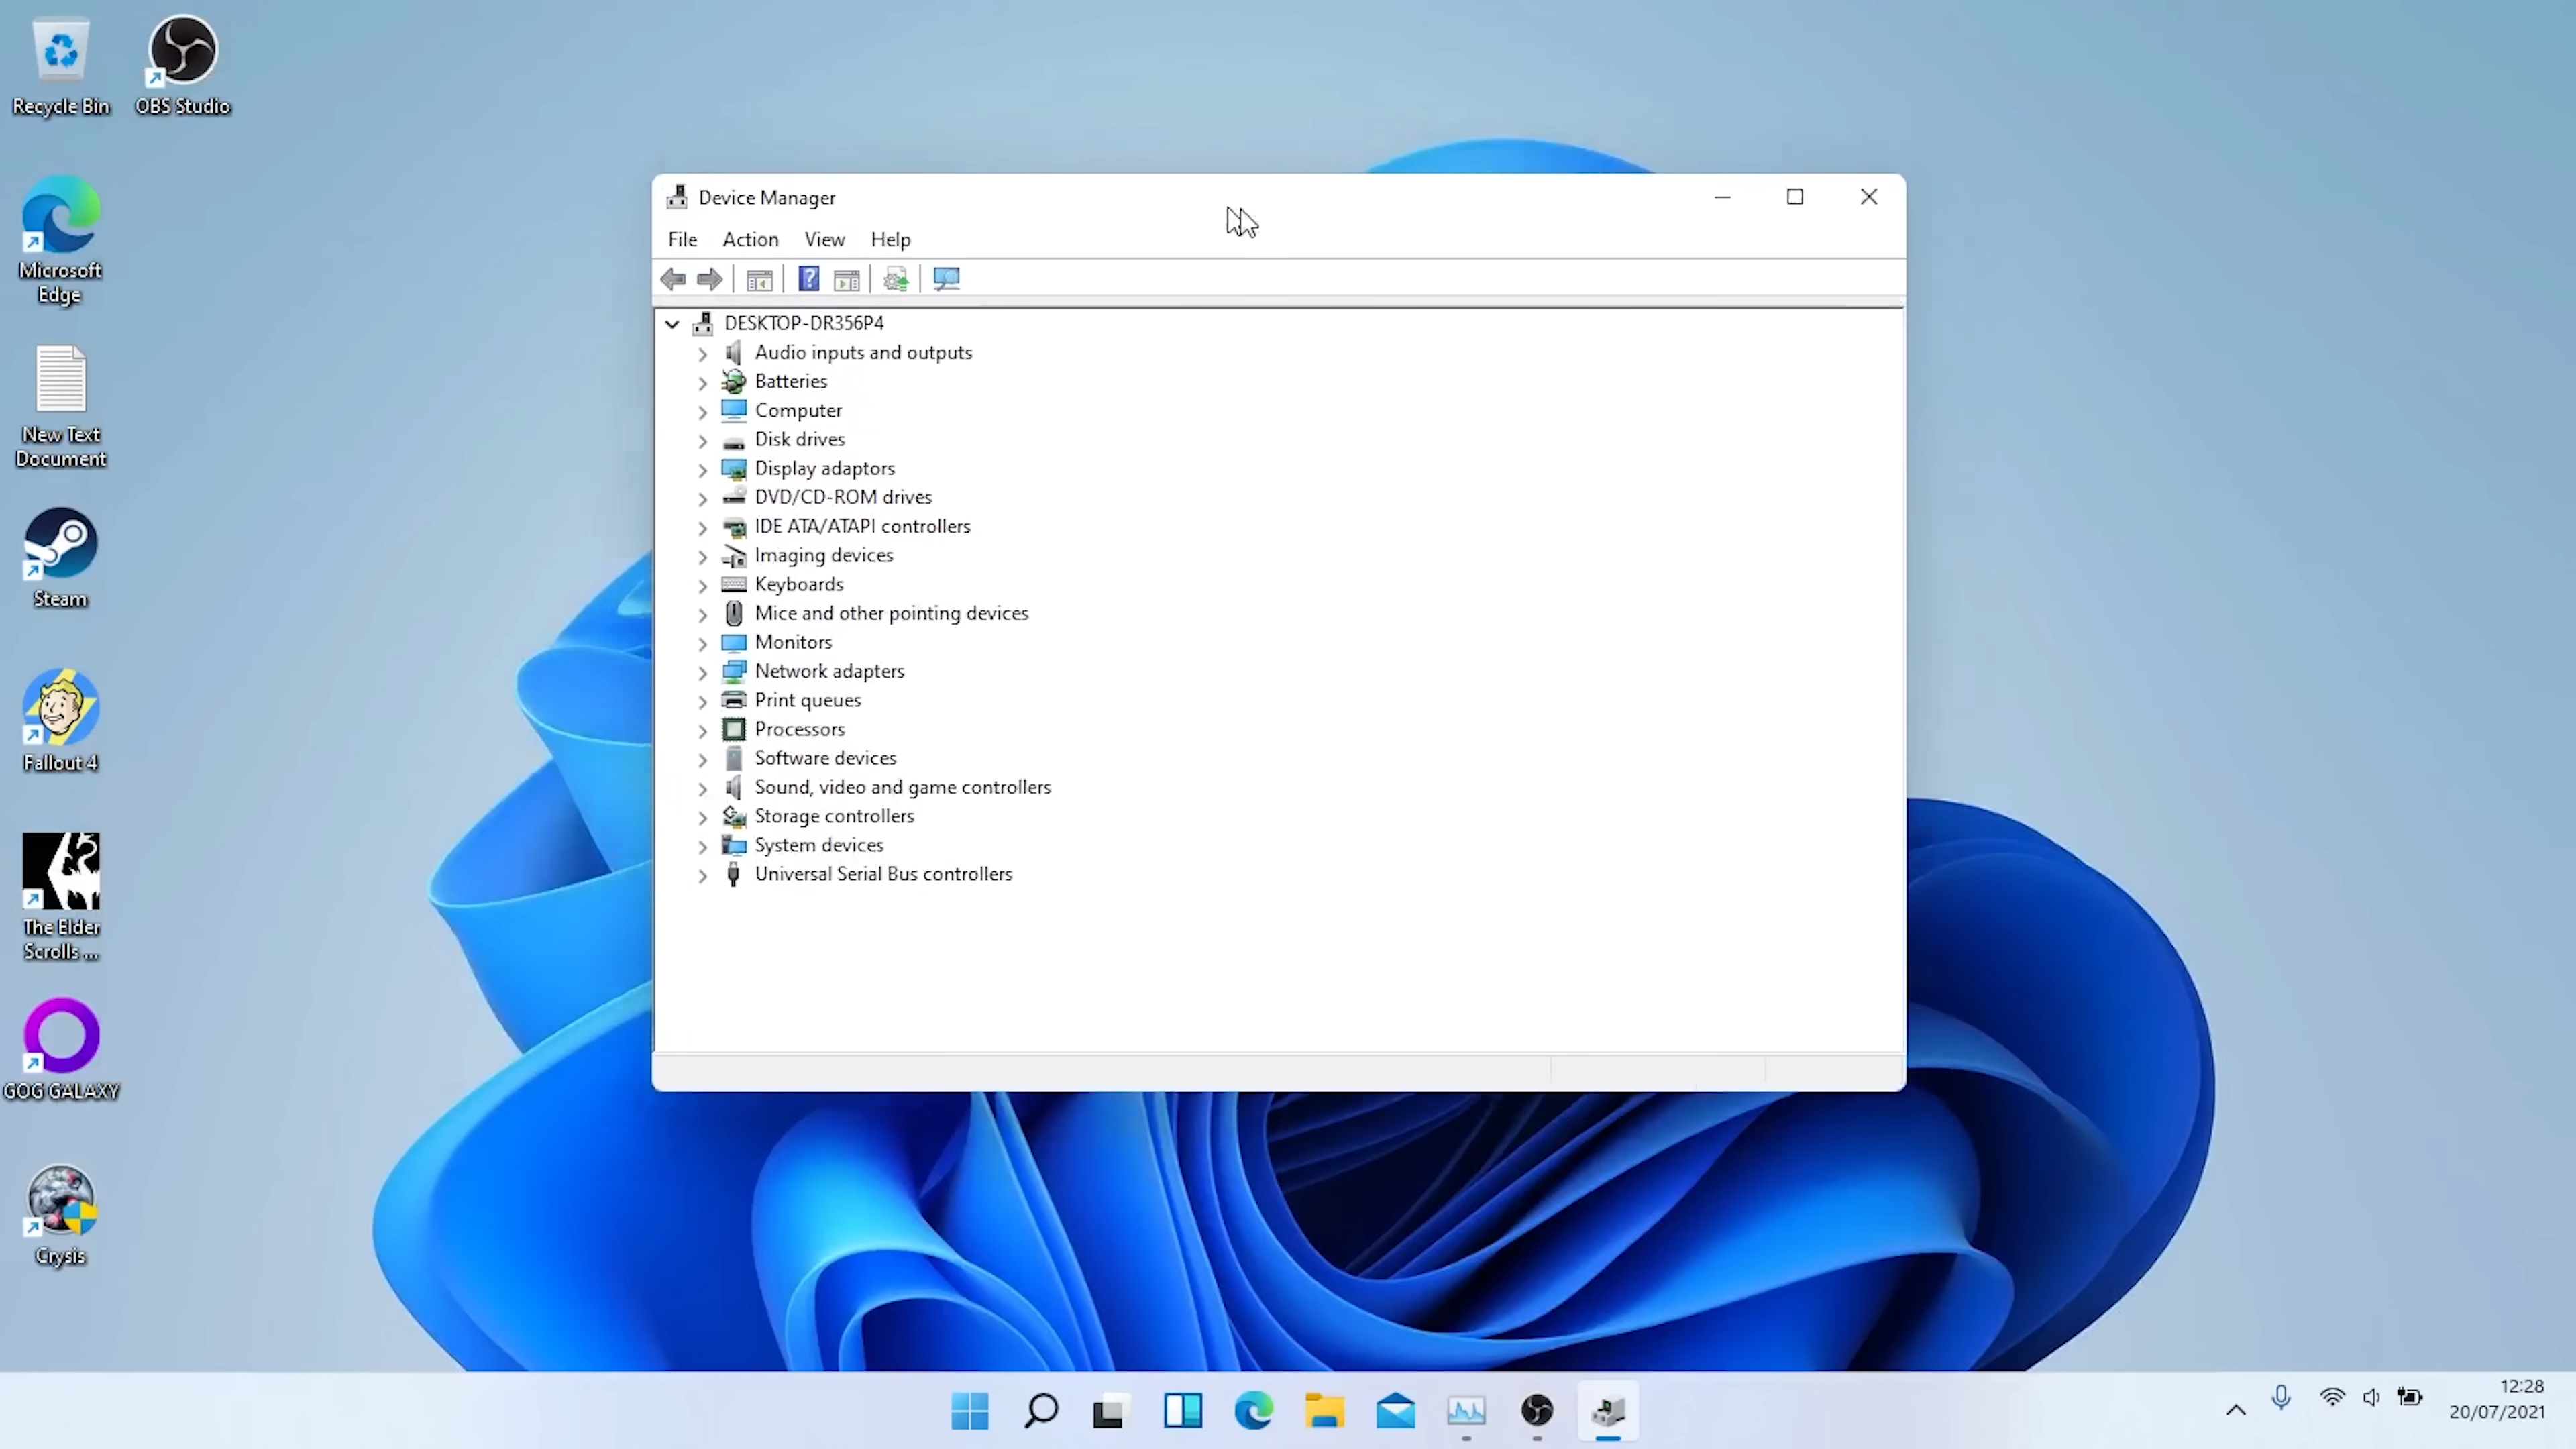 Recycle Bin
OBS Studio
Microsoft
Edge
New Text
Document
Steam
Fallout 4
The Elder
Scrolls ...
GOG GALAXY
Crysis
Device Manager
File Action View Help
?
DESKTOP-DR356P4
Audio inputs and outputs
Batteries
Computer
Disk drives
Display adaptors
DVD/CD-ROM drives
IDE ATA/ATAPI controllers
Imaging devices
Keyboards
Mice and other pointing devices
Monitors
Network adapters
Print queues
Processors
Software devices
Sound, video and game controllers
Storage controllers
System devices
Universal Serial Bus controllers
12:28
20/07/2021